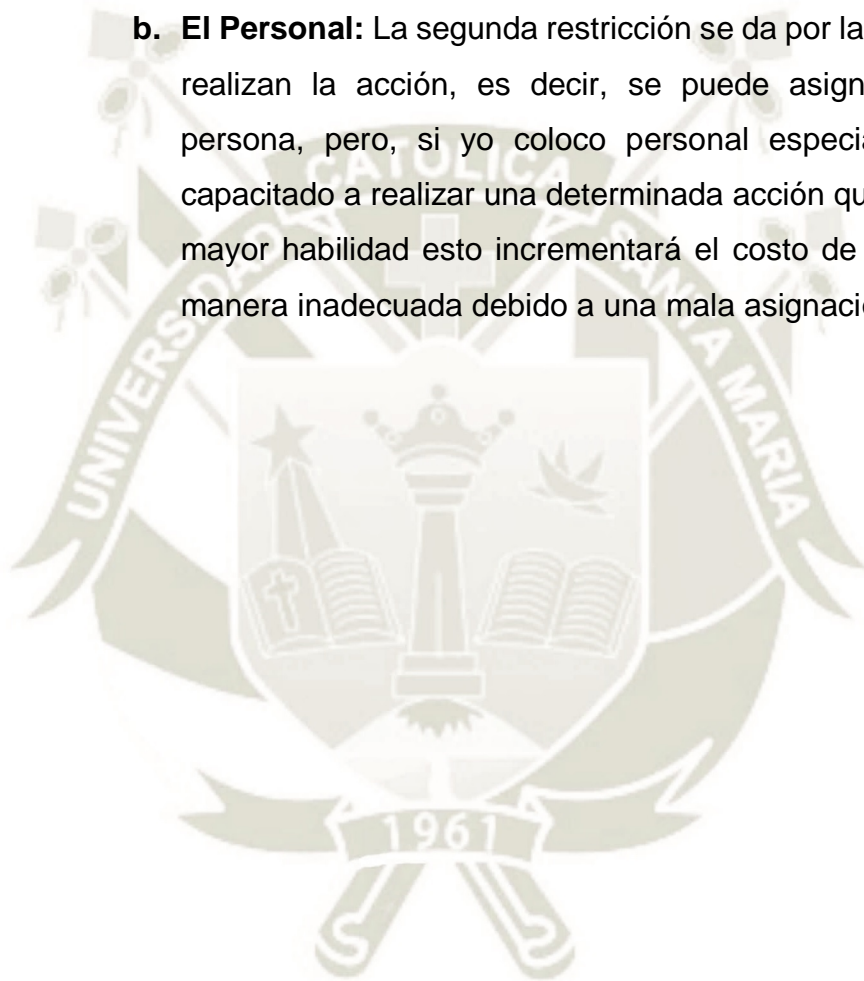 b. El Personal: La segunda restricción se da por la
realizan la acción, es decir, se puede asign
persona, pero, si yo coloco personal especia
capacitado a realizar una determinada acción qu
mayor habilidad esto incrementará el costo de
manera inadecuada debido a una mala asignació
UNIVERSIDAD CATOLICA SANTA MARIA
1961